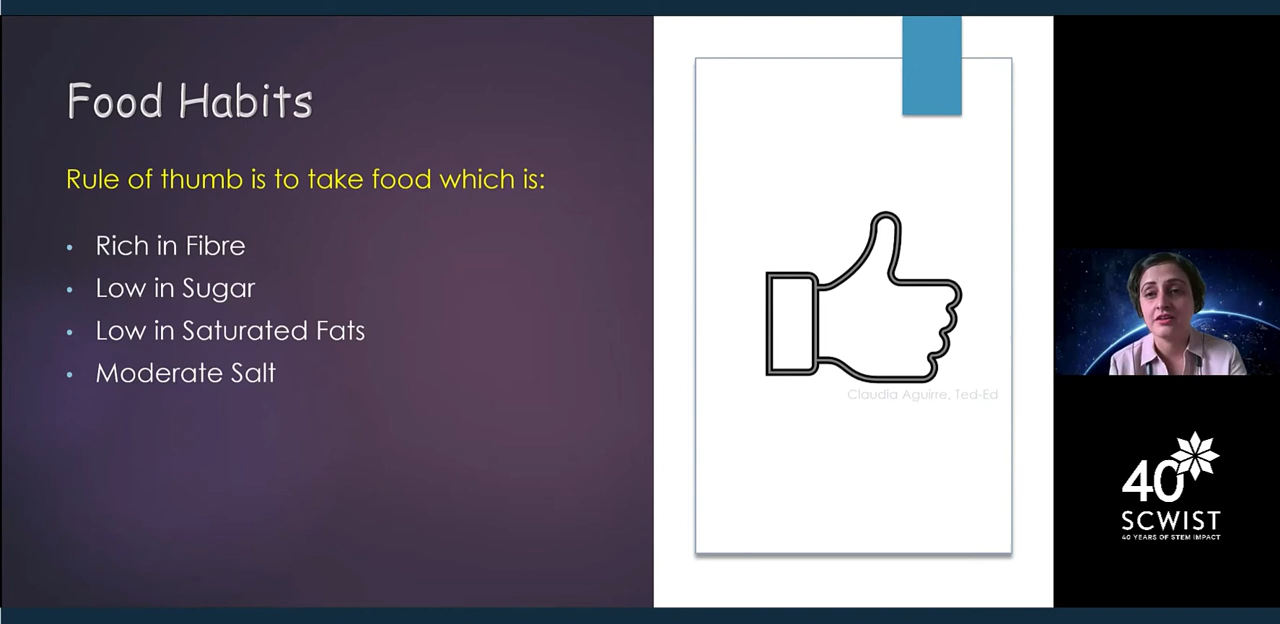 Food Habits
Rule of thumb is to take food which is:
• Rich in Fibre
• Low in Sugar
• Low in Saturated Fats
• Moderate Salt
Claudia Aguirre, Ted-Ed
40
SCWIST
40 YEARS OF STEM IMPACT